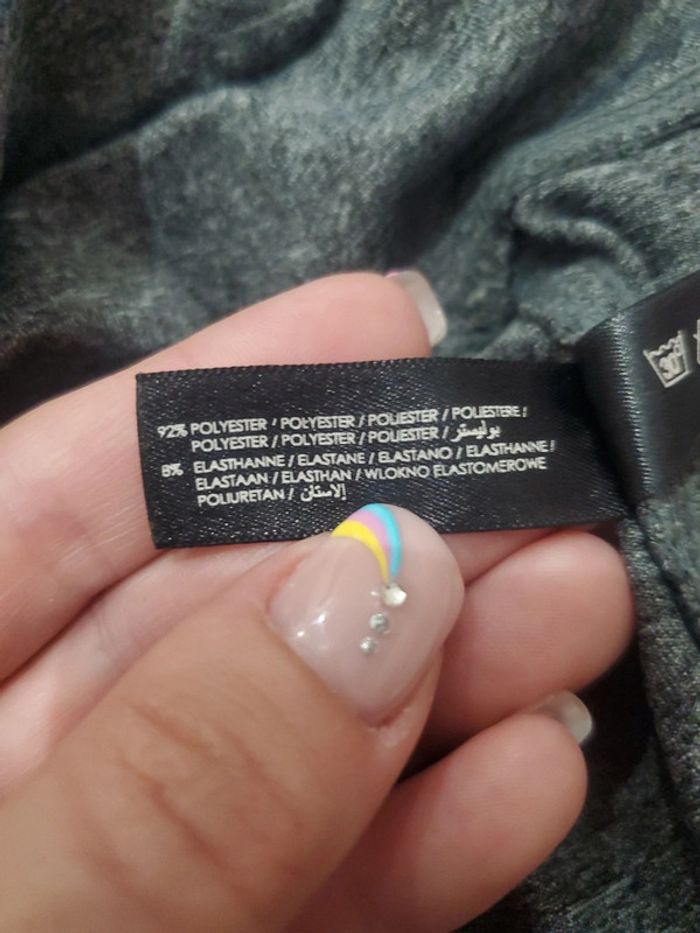 92% POLYESTER / POLYESTER / POLIESTER / POLIESTERE /
POLYESTER / POLYESTER / POLIESTER / بوليستر
8% ELASTHANNE / ELASTANE / ELASTANO / ELASTHANNE /
ELASTAAN / ELASTHAN / WLOKNO ELASTOMEROWE
POLIURETAN / إلاستان
30°